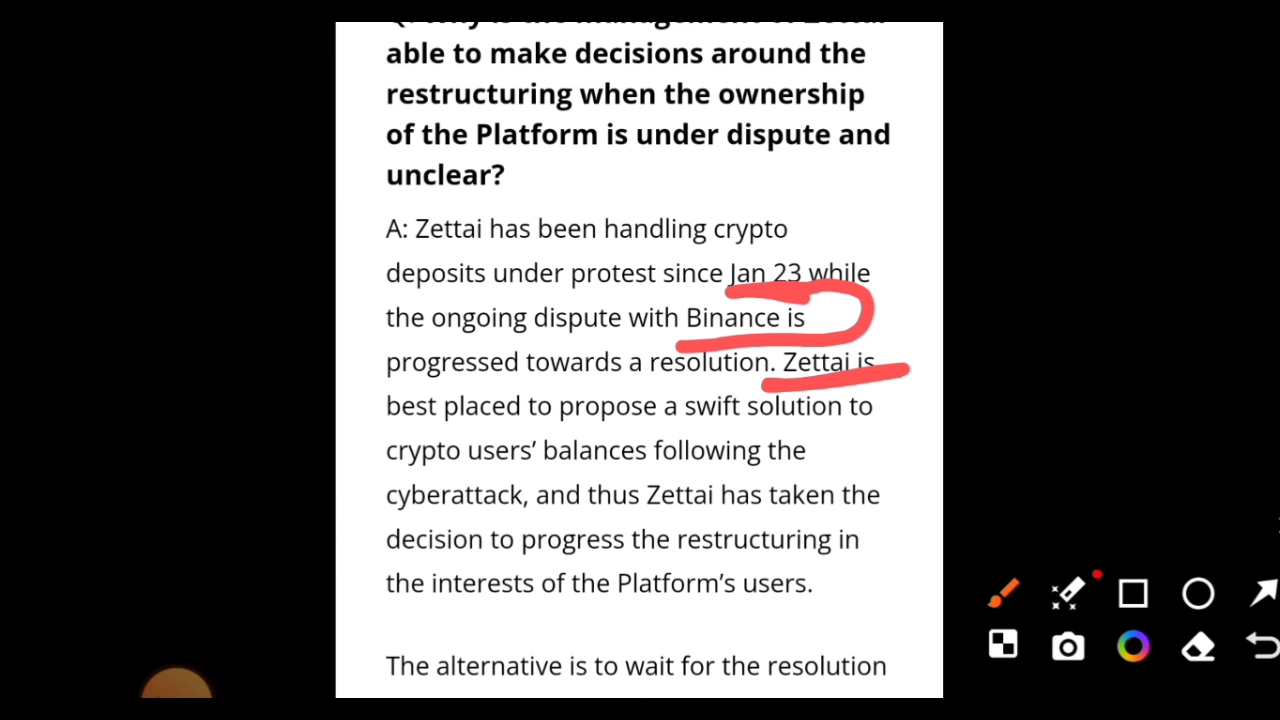 able to make decisions around the
restructuring when the ownership
of the Platform is under dispute and
unclear?
A: Zettai has been handling crypto
deposits under protest since Jan 23 while
the ongoing dispute with Binance is
progressed towards a resolution. Zettai is
best placed to propose a swift solution to
crypto users’ balances following the
cyberattack, and thus Zettai has taken the
decision to progress the restructuring in
the interests of the Platform’s users.
The alternative is to wait for the resolution